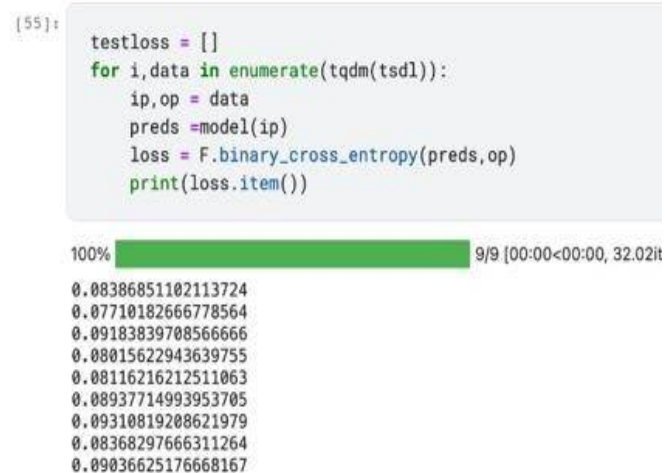 [55]:
testloss = []
for i,data in enumerate(tqdm(tsdl)):
    ip,op = data
    preds =model(ip)
    loss = F.binary_cross_entropy(preds,op)
    print(loss.item())
100% 9/9 [00:00<00:00, 32.02it
0.08386851102113724
0.07710182666778564
0.09183839708566666
0.08015622943639755
0.08116216212511063
0.08937714993953705
0.09310819208621979
0.08368297666311264
0.09036625176668167